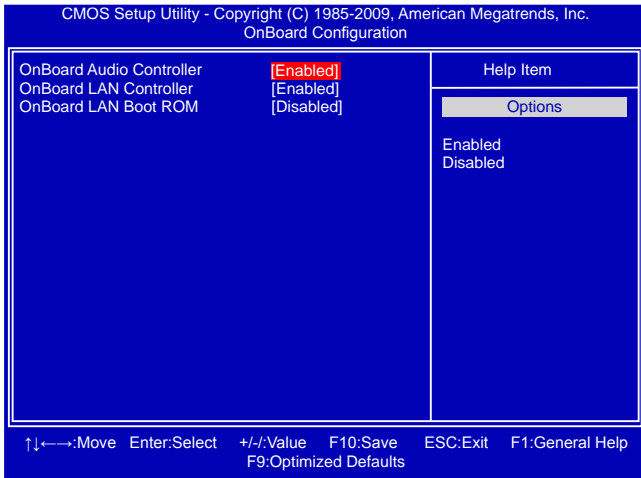 CMOS Setup Utility - Copyright (C) 1985-2009, American Megatrends, Inc.
OnBoard Configuration
OnBoard Audio Controller [Enabled]
OnBoard LAN Controller [Enabled]
OnBoard LAN Boot ROM [Disabled]
Help Item
Options
Enabled
Disabled
↑↓←→:Move Enter:Select +/-/:Value F10:Save ESC:Exit F1:General Help
F9:Optimized Defaults